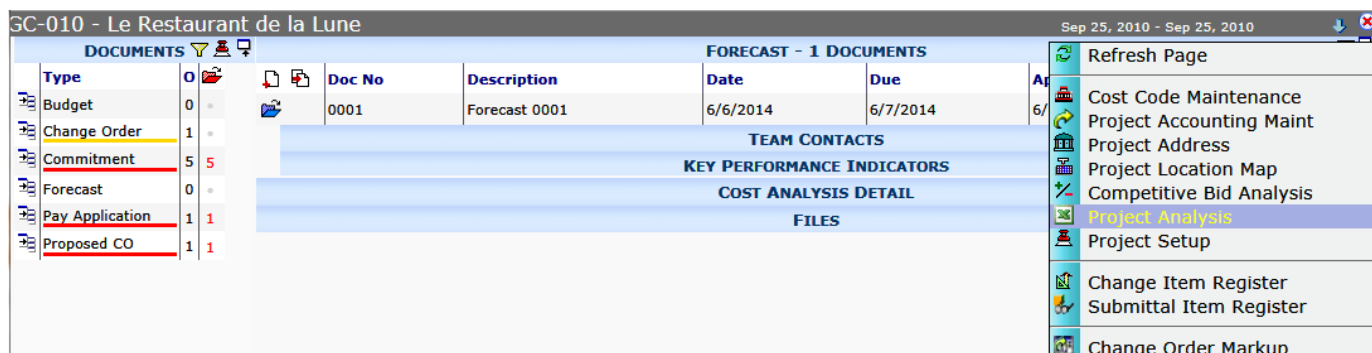 GC-010 - Le Restaurant de la Lune Sep 25, 2010 - Sep 25, 2010
DOCUMENTS
Type O
Budget 0
Change Order 1
Commitment 5 5
Forecast 0
Pay Application 1 1
Proposed CO 1 1
FORECAST - 1 DOCUMENTS
Doc No Description Date Due
0001 Forecast 0001 6/6/2014 6/7/2014 6/
TEAM CONTACTS
KEY PERFORMANCE INDICATORS
COST ANALYSIS DETAIL
FILES
Refresh Page
Cost Code Maintenance
Project Accounting Maint
Project Address
Project Location Map
Competitive Bid Analysis
Project Analysis
Project Setup
Change Item Register
Submittal Item Register
Change Order Markup